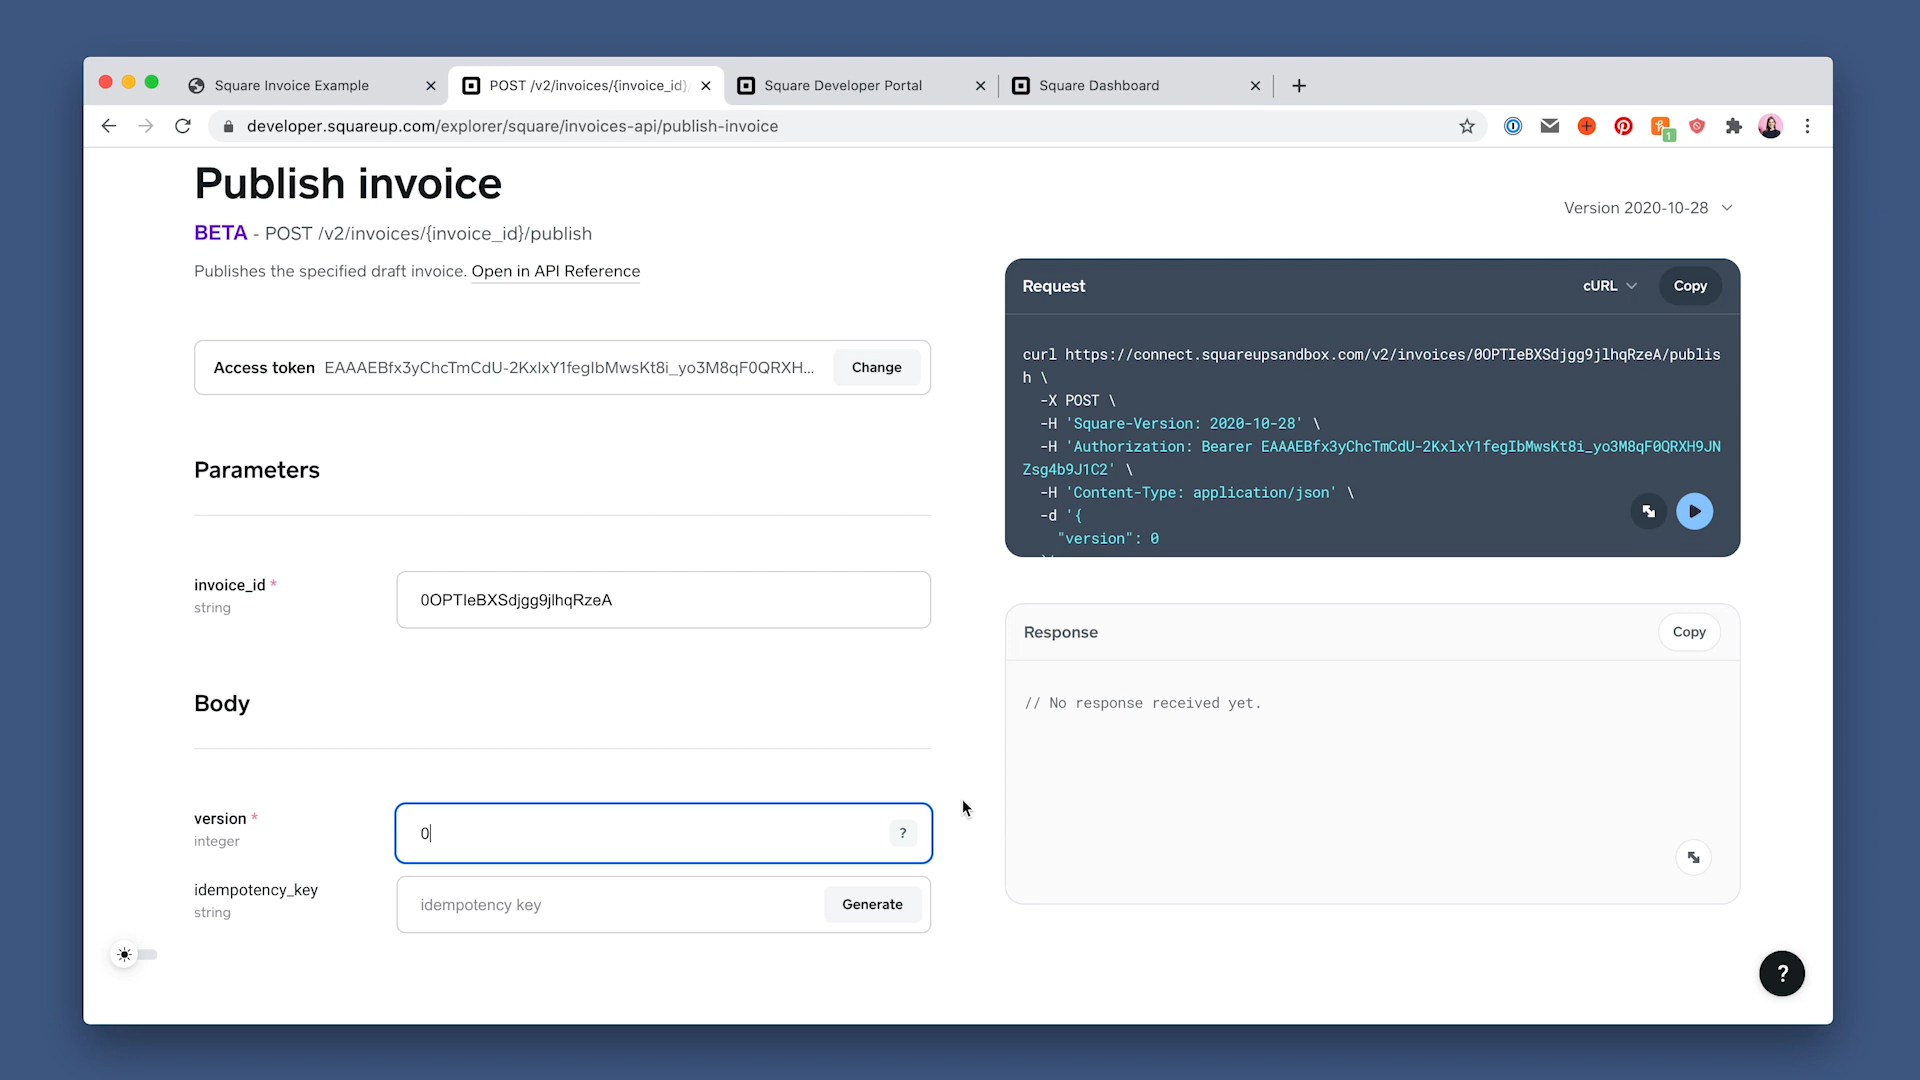 Square Invoice Example
POST /v2/invoices/{invoice_id}/
Square Developer Portal
Square Dashboard
developer.squareup.com/explorer/square/invoices-api/publish-invoice
1
Publish invoice
Version 2020-10-28
BETA - POST /v2/invoices/{invoice_id}/publish
Publishes the specified draft invoice. Open in API Reference
Request
cURL
Copy
Access token EAAAEBfx3yChcTmCdU-2KxlxY1fegIbMwsKt8i_yo3M8qF0QRXH...
Change
curl https://connect.squareupsandbox.com/v2/invoices/0OPTIeBXSdjgg9jlhqRzeA/publis
h \
-X POST \
-H 'Square-Version: 2020-10-28' \
-H 'Authorization: Bearer EAAAEBfx3yChcTmCdU-2KxlxY1fegIbMwsKt8i_yo3M8qF0QRXH9JN
Zsg4b9J1C2' \
-H 'Content-Type: application/json' \
-d '{
"version": 0
Parameters
invoice_id *
string
0OPTIeBXSdjgg9jlhqRzeA
Response
Copy
// No response received yet.
Body
version *
integer
0
?
idempotency_key
string
idempotency key
Generate
?